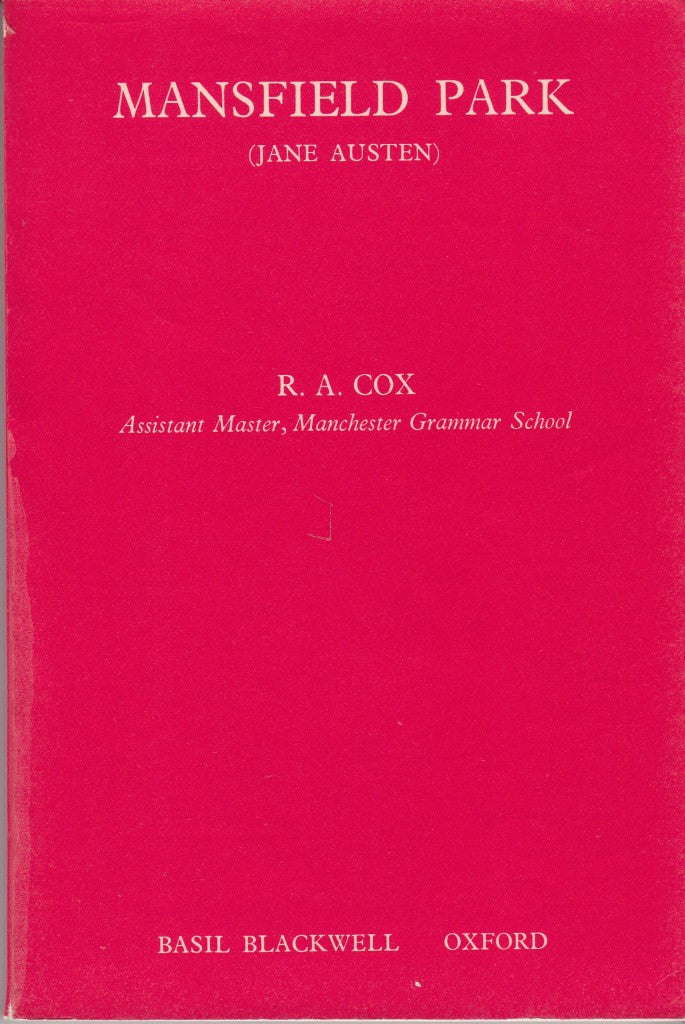 MANSFIELD PARK
(JANE AUSTEN)
R. A. COX
Assistant Master, Manchester Grammar School
BASIL BLACKWELL OXFORD